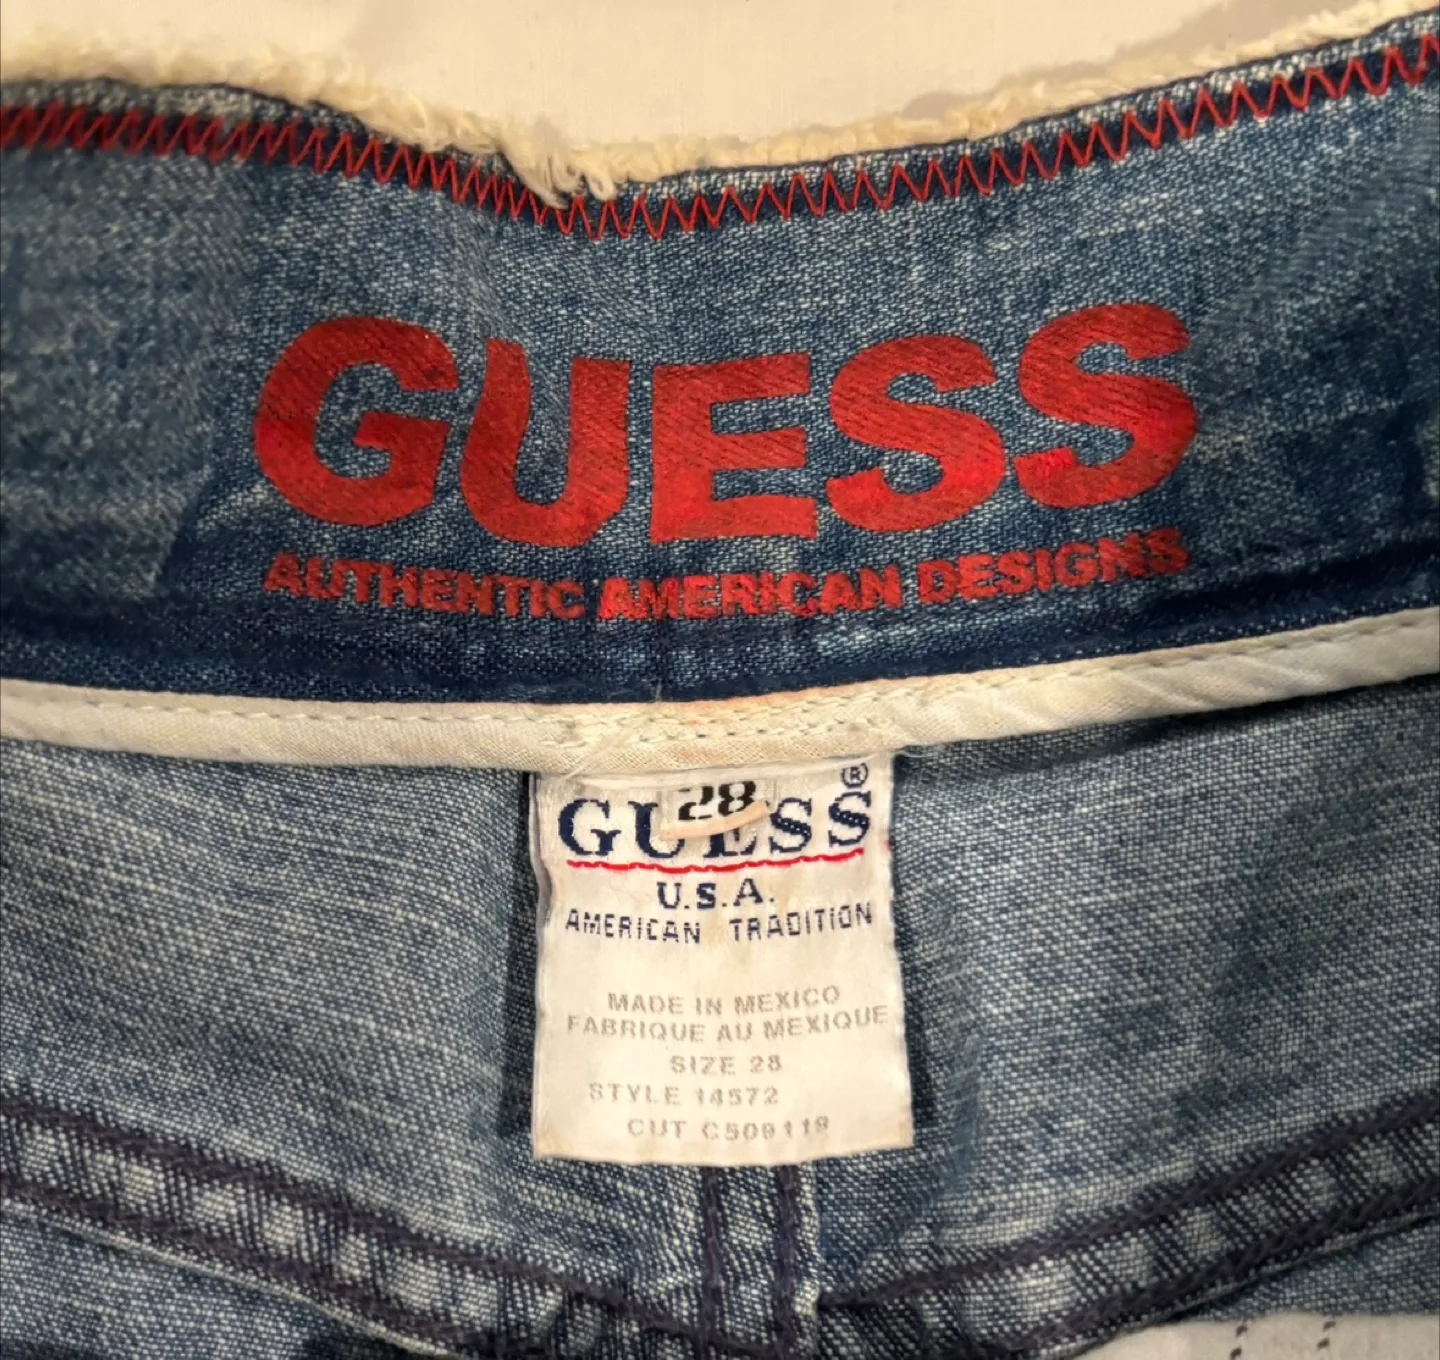 GUESS
AUTHENTIC AMERICAN DESIGNS
28
GUESS®
U.S.A.
AMERICAN TRADITION
MADE IN MEXICO
FABRIQUE AU MEXIQUE
SIZE 28
STYLE 14572
CUT C509119